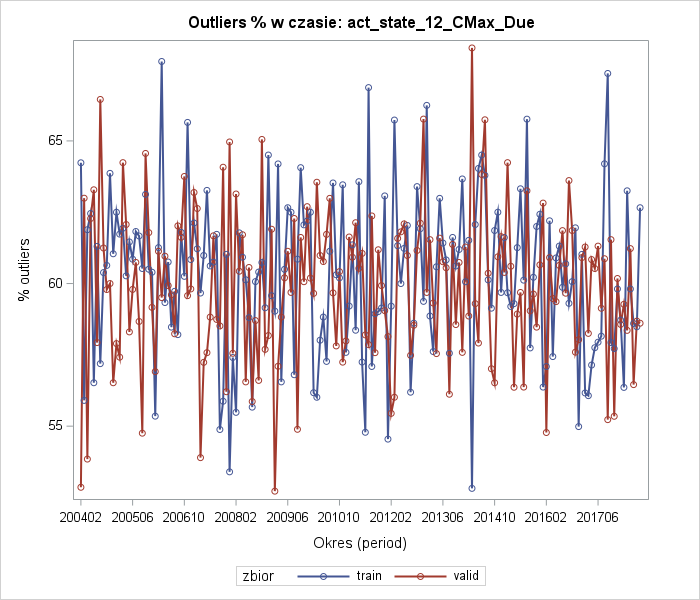 Outliers % w czasie: act_state_12_CMax_Due
% outliers
65
60
55
200402 200506 200610 200802 200906 201010 201202 201306 201410 201602 201706
Okres (period)
zbior train valid